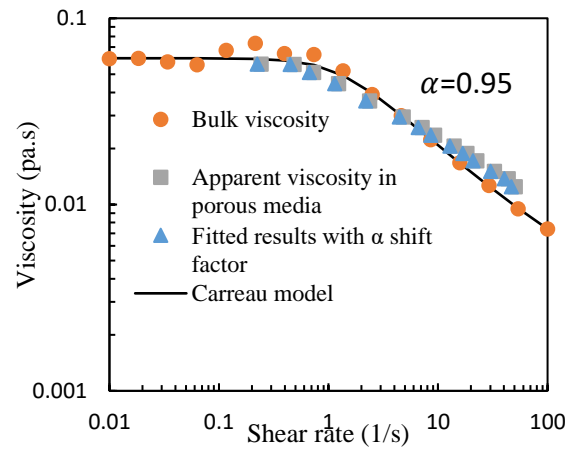 0.1
0.01
0.001
Viscosity (pa.s)
α=0.95
Bulk viscosity
Apparent viscosity in
porous media
Fitted results with α shift
factor
Carreau model
0.01 0.1 1 10 100
Shear rate (1/s)